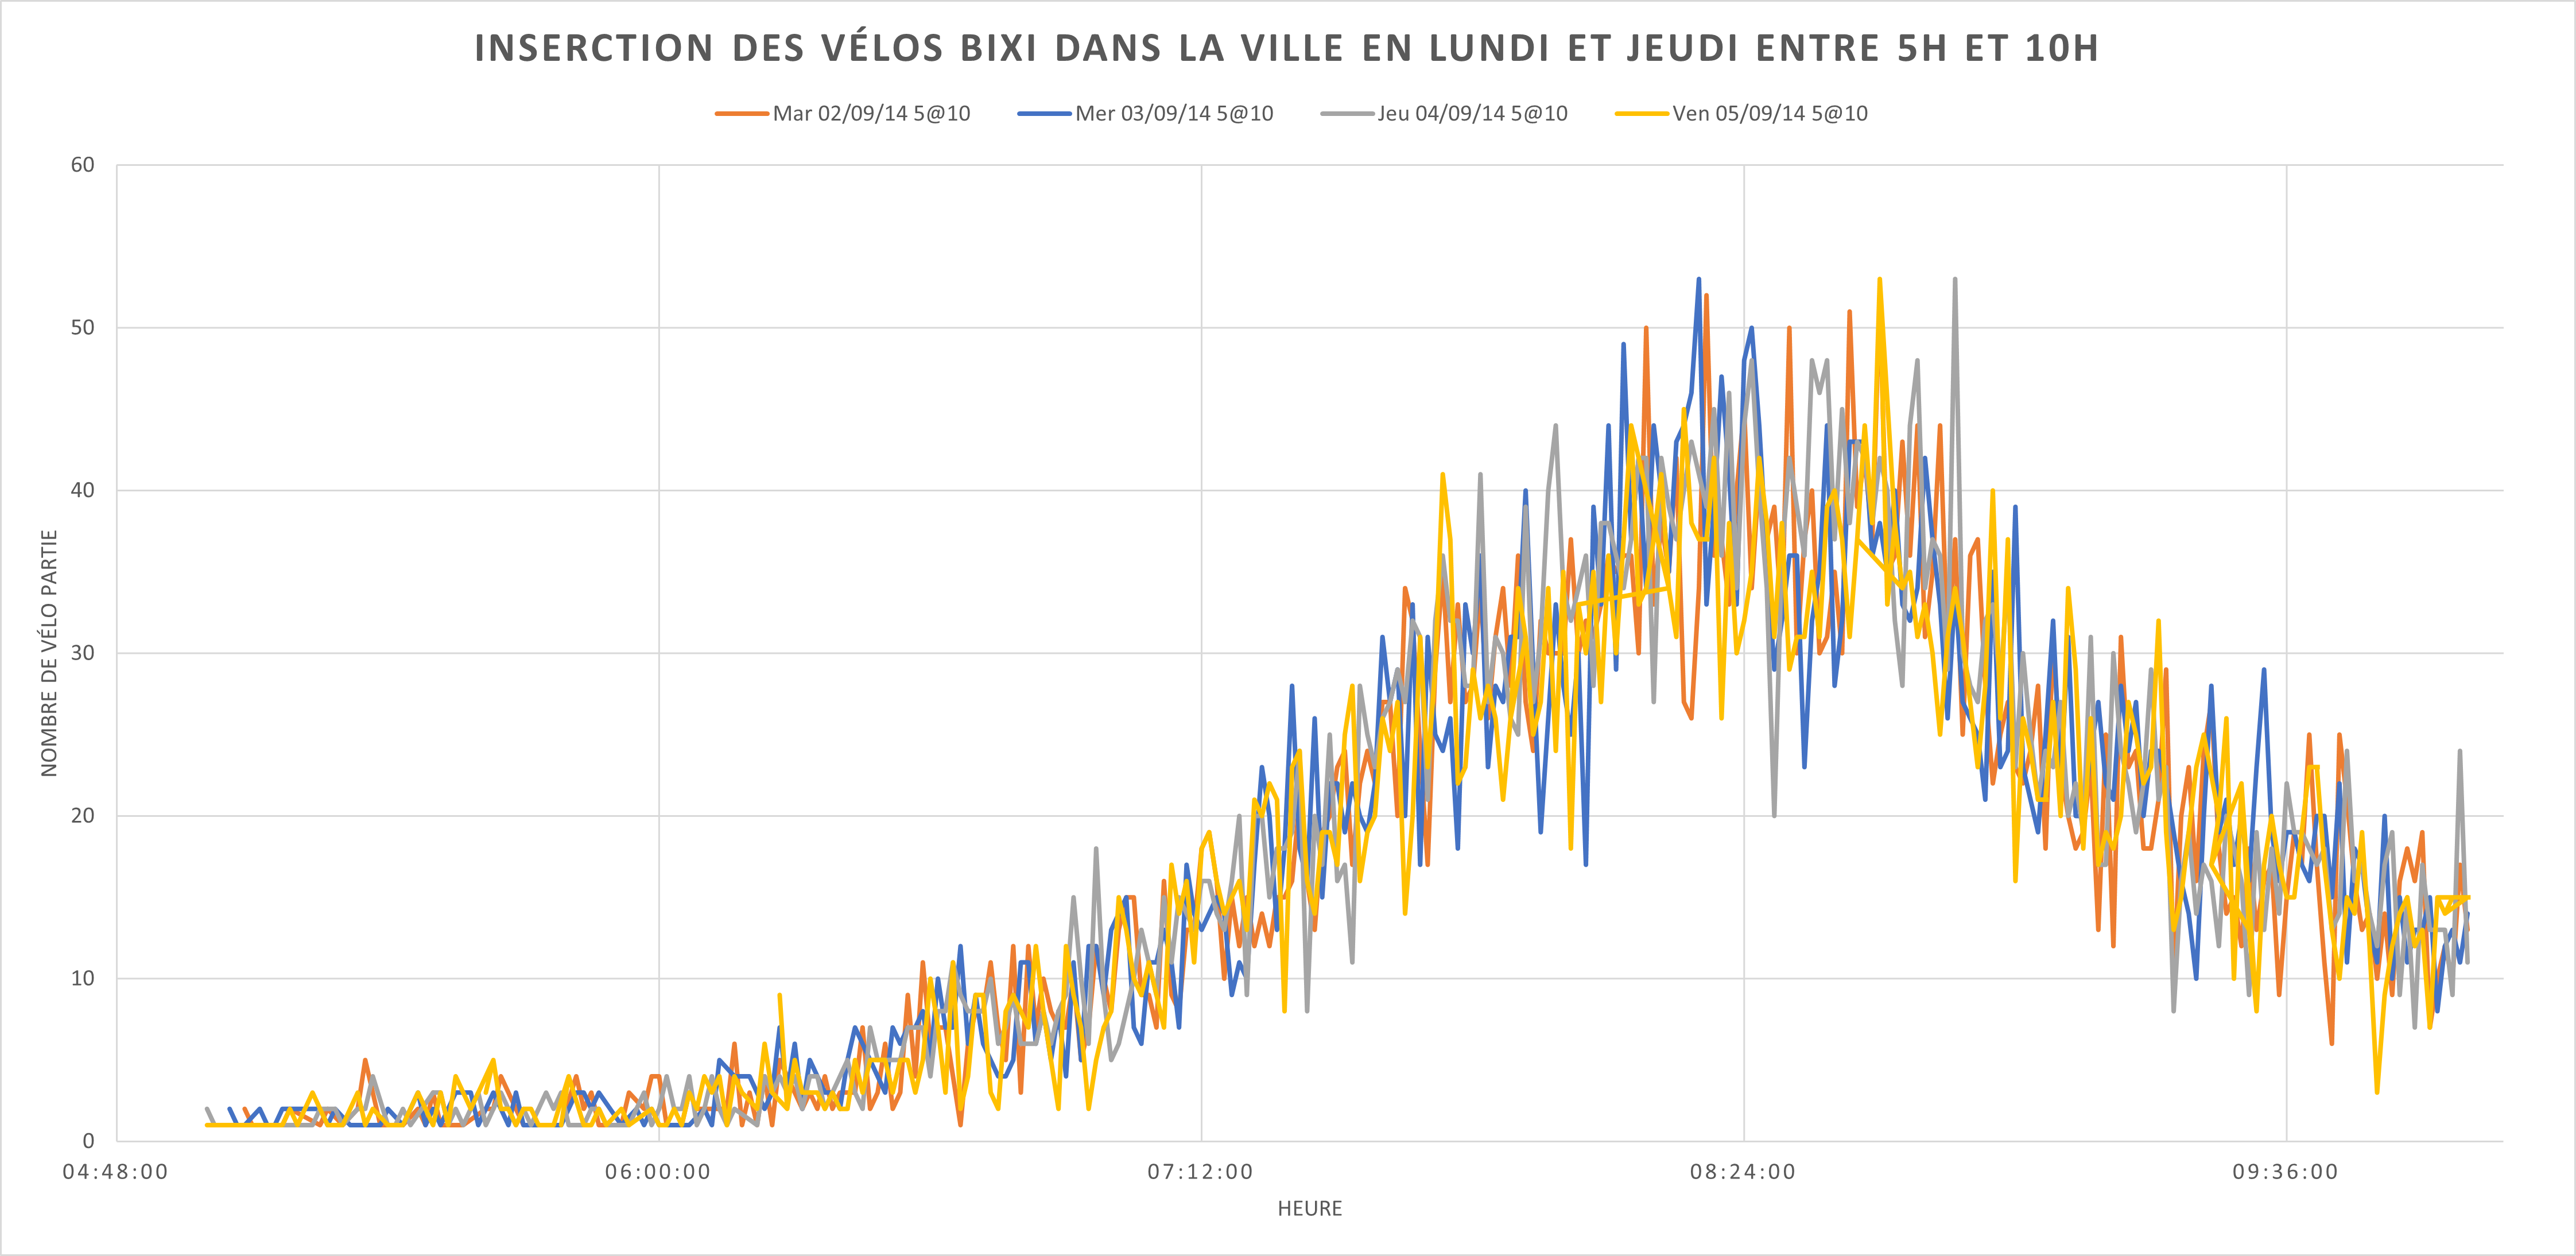 INSERCTION DES VÉLOS BIXI DANS LA VILLE EN LUNDI ET JEUDI ENTRE 5H ET 10H
Mar 02/09/14 5@10 Mer 03/09/14 5@10 Jeu 04/09/14 5@10 Ven 05/09/14 5@10
60
50
40
30
20
10
0
NOMBRE DE VÉLO PARTIE
04:48:00 06:00:00 07:12:00 08:24:00 09:36:00
HEURE